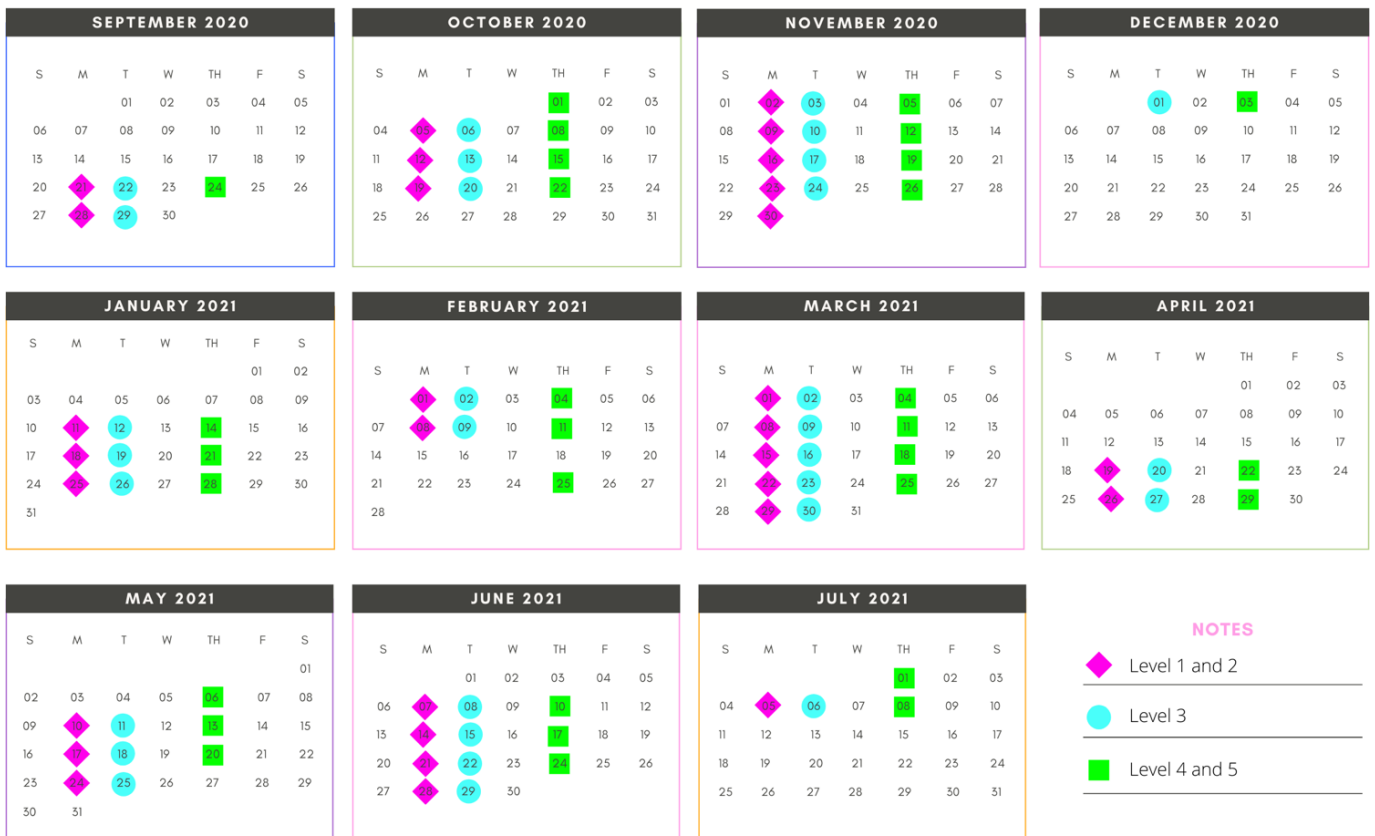 SEPTEMBER 2020
S M T W TH F S
01 02 03 04 05
06 07 08 09 10 11 12
13 14 15 16 17 18 19
20 21 22 23 24 25 26
27 28 29 30
OCTOBER 2020
S M T W TH F S
01 02 03
04 05 06 07 08 09 10
11 12 13 14 15 16 17
18 19 20 21 22 23 24
25 26 27 28 29 30 31
NOVEMBER 2020
S M T W TH F S
01 02 03 04 05 06 07
08 09 10 11 12 13 14
15 16 17 18 19 20 21
22 23 24 25 26 27 28
29 30
DECEMBER 2020
S M T W TH F S
01 02 03 04 05
06 07 08 09 10 11 12
13 14 15 16 17 18 19
20 21 22 23 24 25 26
27 28 29 30 31
JANUARY 2021
S M T W TH F S
01 02
03 04 05 06 07 08 09
10 11 12 13 14 15 16
17 18 19 20 21 22 23
24 25 26 27 28 29 30
31
FEBRUARY 2021
S M T W TH F S
01 02 03 04 05 06
07 08 09 10 11 12 13
14 15 16 17 18 19 20
21 22 23 24 25 26 27
28
MARCH 2021
S M T W TH F S
01 02 03 04 05 06
07 08 09 10 11 12 13
14 15 16 17 18 19 20
21 22 23 24 25 26 27
28 29 30 31
APRIL 2021
S M T W TH F S
01 02 03
04 05 06 07 08 09 10
11 12 13 14 15 16 17
18 19 20 21 22 23 24
25 26 27 28 29 30
MAY 2021
S M T W TH F S
01
02 03 04 05 06 07 08
09 10 11 12 13 14 15
16 17 18 19 20 21 22
23 24 25 26 27 28 29
30 31
JUNE 2021
S M T W TH F S
01 02 03 04 05
06 07 08 09 10 11 12
13 14 15 16 17 18 19
20 21 22 23 24 25 26
27 28 29 30
JULY 2021
S M T W TH F S
01 02 03
04 05 06 07 08 09 10
11 12 13 14 15 16 17
18 19 20 21 22 23 24
25 26 27 28 29 30 31
NOTES
Level 1 and 2
Level 3
Level 4 and 5